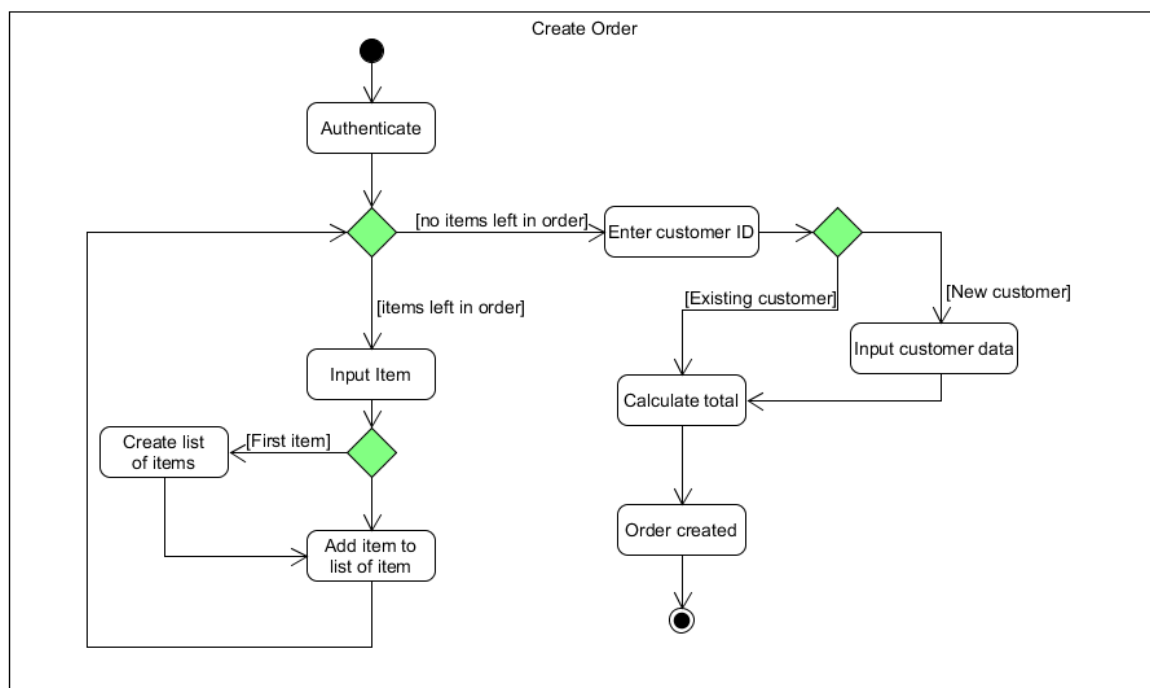 Create Order
Authenticate
[no items left in order]
Enter customer ID
[items left in order]
[Existing customer]
[New customer]
Input customer data
Input Item
Calculate total
[First item]
Create list
of items
Add item to
list of item
Order created